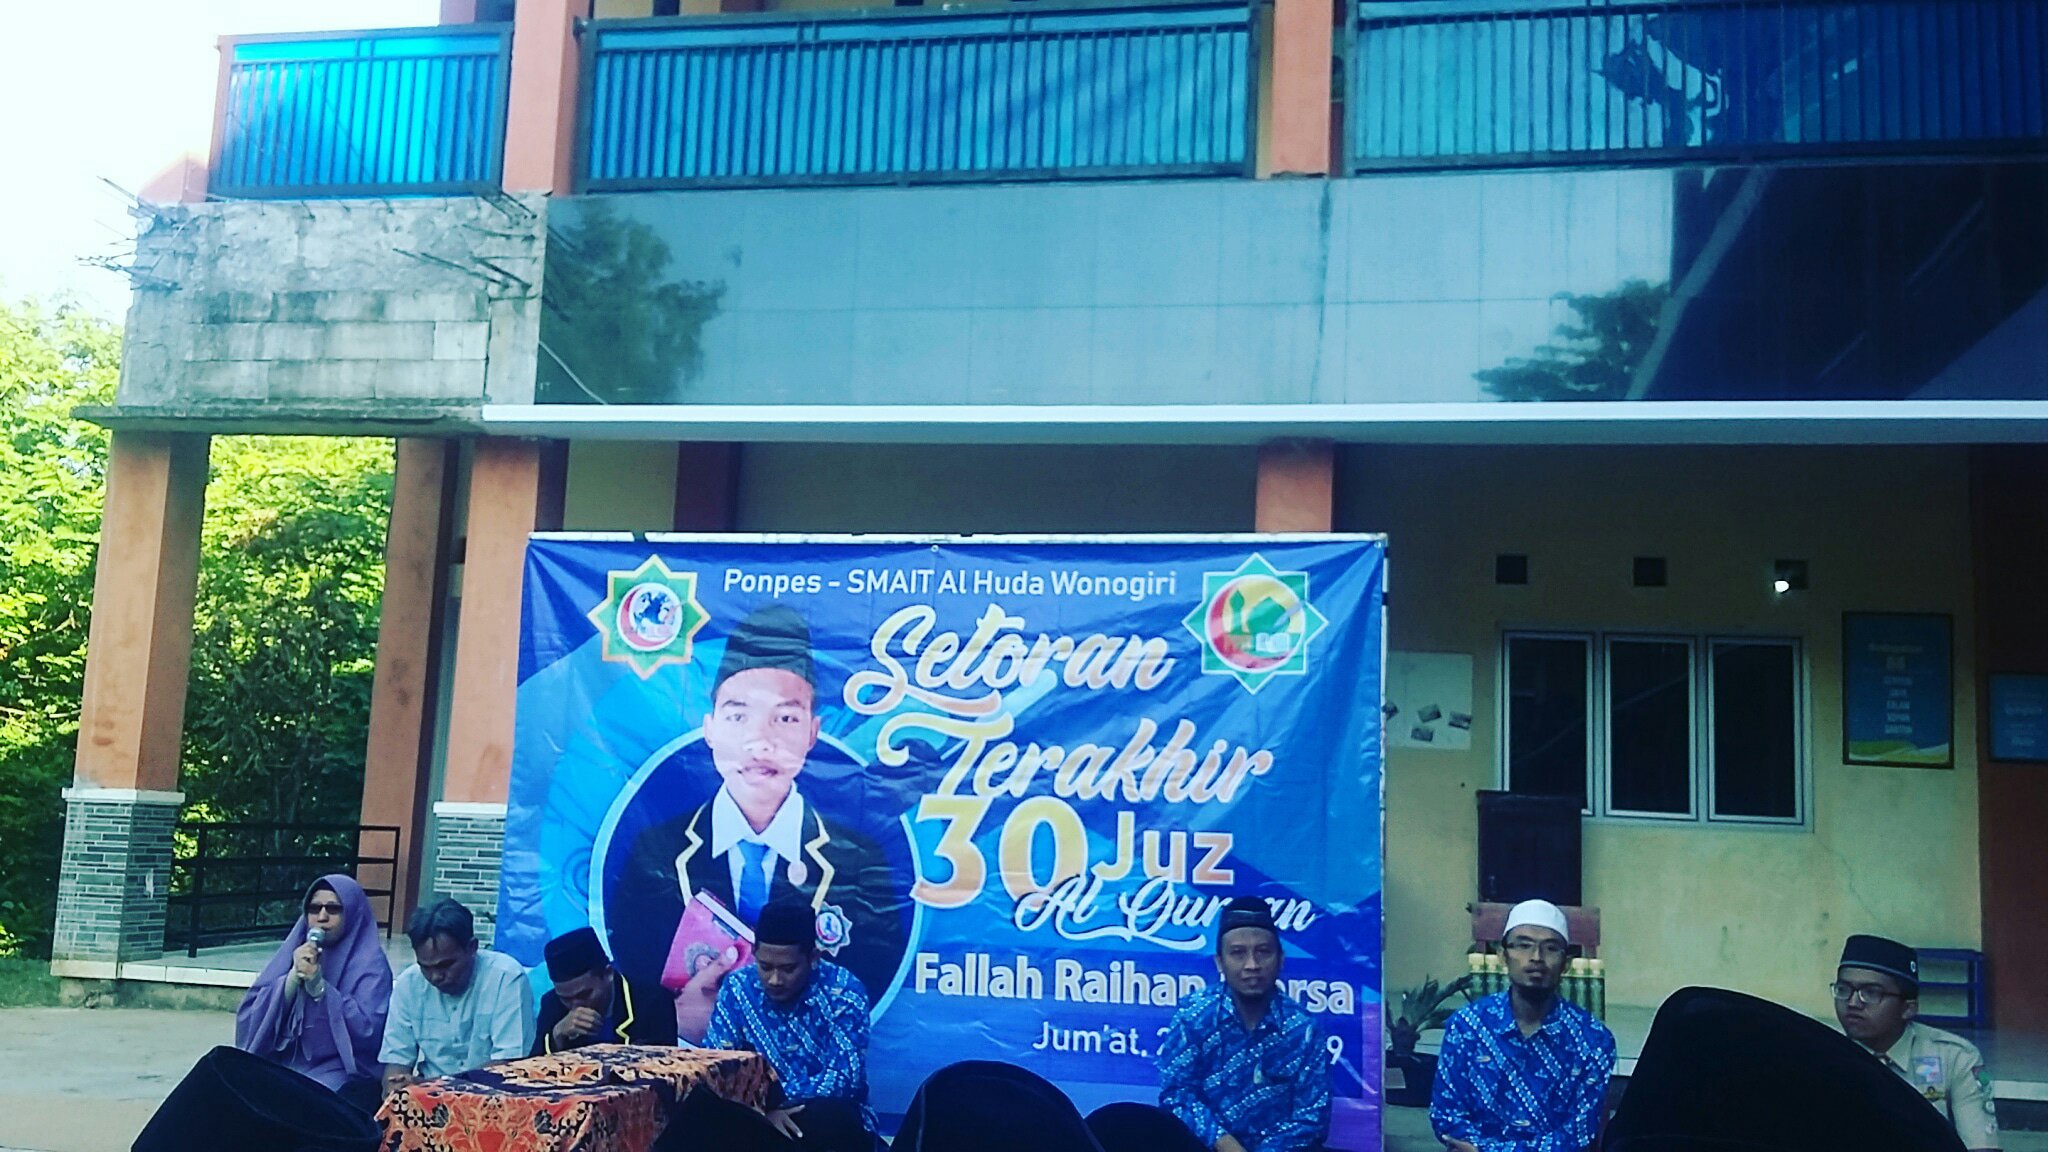 Ponpes - SMAIT Al Huda Wonogiri
Setoran
Terakhir
30 Juz
Al Qur'an
Fallah Raihan
Jum'at,